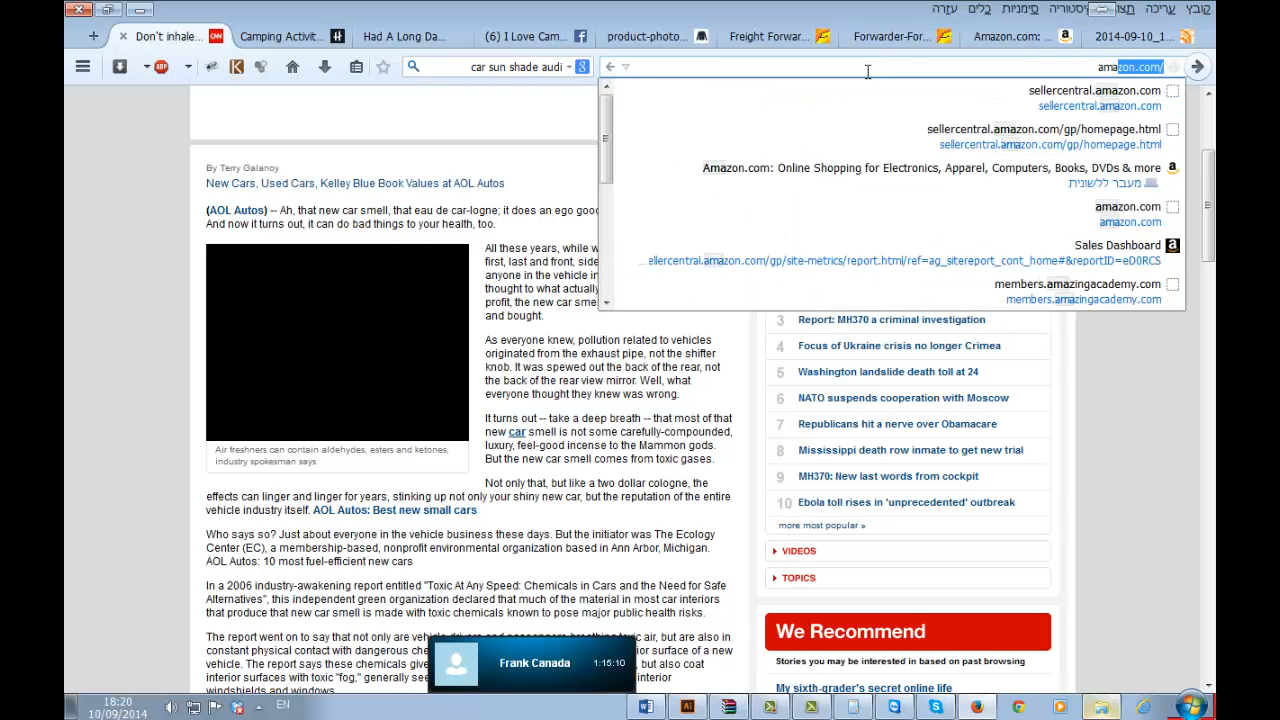 קובץ עריכה תצוגה היסטוריה סימניות כלים עזרה
Don't inhale...
Camping Activit...
Had A Long Da...
(6) I Love Cam...
product-photo...
Freight Forwar...
Forwarder-For...
Amazon.com: ...
2014-09-10_1...
ABP
car sun shade audi
amazon.com/
sellercentral.amazon.com
sellercentral.amazon.com
sellercentral.amazon.com/gp/homepage.html
sellercentral.amazon.com/gp/homepage.html
Amazon.com: Online Shopping for Electronics, Apparel, Computers, Books, DVDs & more
מעבר ללשונית
amazon.com
amazon.com
Sales Dashboard
...ellercentral.amazon.com/gp/site-metrics/report.html/ref=ag_sitereport_cont_home#&reportID=eD0RCS
members.amazingacademy.com
members.amazingacademy.com
By Terry Galanoy
New Cars, Used Cars, Kelley Blue Book Values at AOL Autos
(AOL Autos) -- Ah, that new car smell, that eau de car-logne; it does an ego good
And now it turns out, it can do bad things to your health, too.
All these years, while w
first, last and front, side
anyone in the vehicle in
thought to what actually
profit, the new car smel
and bought.
As everyone knew, pollution related to vehicles
originated from the exhaust pipe, not the shifter
knob. It was spewed out the back of the rear, not
the back of the rear view mirror. Well, what
everyone thought they knew was wrong.
It turns out -- take a deep breath -- that most of that
new car smell is not some carefully-compounded,
luxury, feel-good incense to the Mammon gods.
But the new car smell comes from toxic gases.
Air freshners can contain aldehydes, esters and ketones,
industry spokesman says.
Not only that, but like a two dollar cologne, the
effects can linger and linger for years, stinking up not only your shiny new car, but the reputation of the entire
vehicle industry itself. AOL Autos: Best new small cars
Who says so? Just about everyone in the vehicle business these days. But the initiator was The Ecology
Center (EC), a membership-based, nonprofit environmental organization based in Ann Arbor, Michigan.
AOL Autos: 10 most fuel-efficient new cars
In a 2006 industry-awakening report entitled "Toxic At Any Speed: Chemicals in Cars and the Need for Safe
Alternatives", this independent green organization declared that much of the material in most car interiors
that produce that new car smell is made with toxic chemicals known to pose major public health risks.
The report went on to say that not only are vehicle drivers and passengers breathing toxic air, but are also in
constant physical contact with dangerous che
rior surface of a new
vehicle. The report says these chemicals give
, but also coat
interior surfaces with toxic "fog," generally see
interior
windshields and windows.
3 Report: MH370 a criminal investigation
4 Focus of Ukraine crisis no longer Crimea
5 Washington landslide death toll at 24
6 NATO suspends cooperation with Moscow
7 Republicans hit a nerve over Obamacare
8 Mississippi death row inmate to get new trial
9 MH370: New last words from cockpit
10 Ebola toll rises in 'unprecedented' outbreak
more most popular »
VIDEOS
TOPICS
We Recommend
Stories you may be interested in based on past browsing
My sixth-grader's secret online life
Frank Canada 1:15:10
18:20
10/09/2014
EN